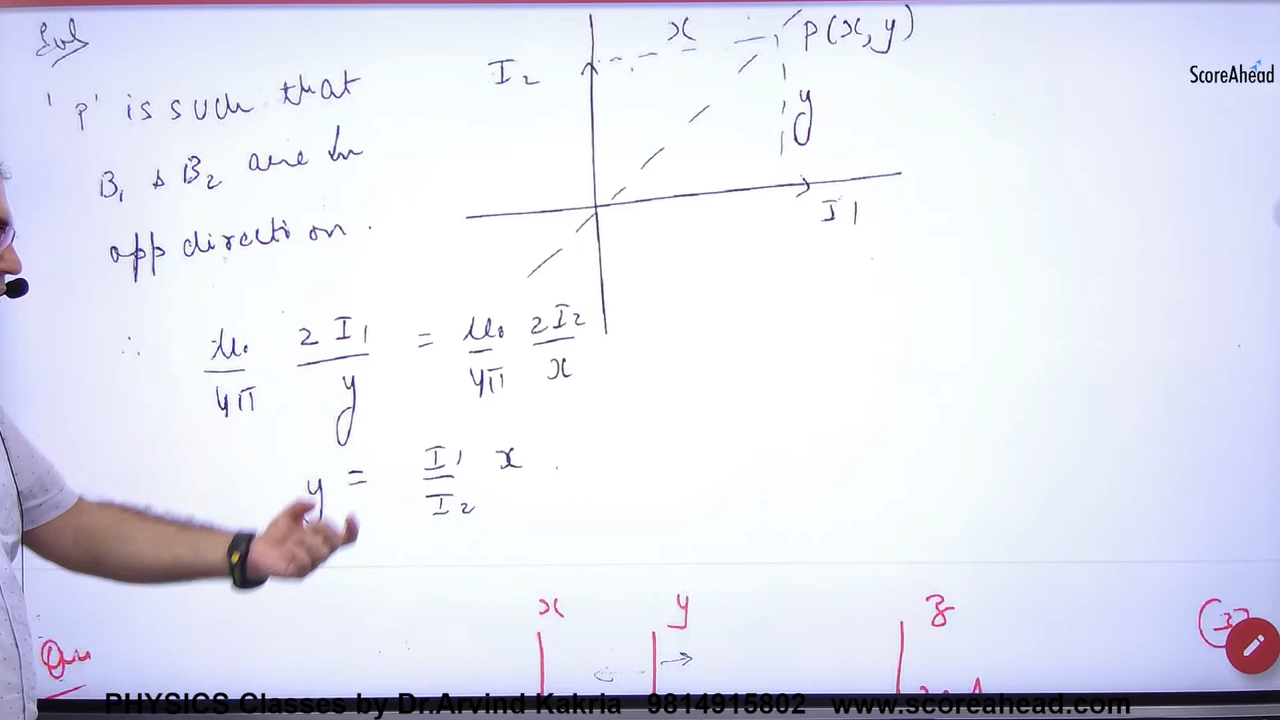 Sol
'P' is such that
B₁ & B₂ are in
opp direction.
I₂
x
P(x, y)
y
I1
ScoreAhead
∴ μ₀/4π 2I₁/y = μ₀/4π 2I₂/x
y = I₁/I₂ x
x y z
Qu
PHYSICS Classes by Dr.Arvind Kakria 9814915802 www.scoreahead.com